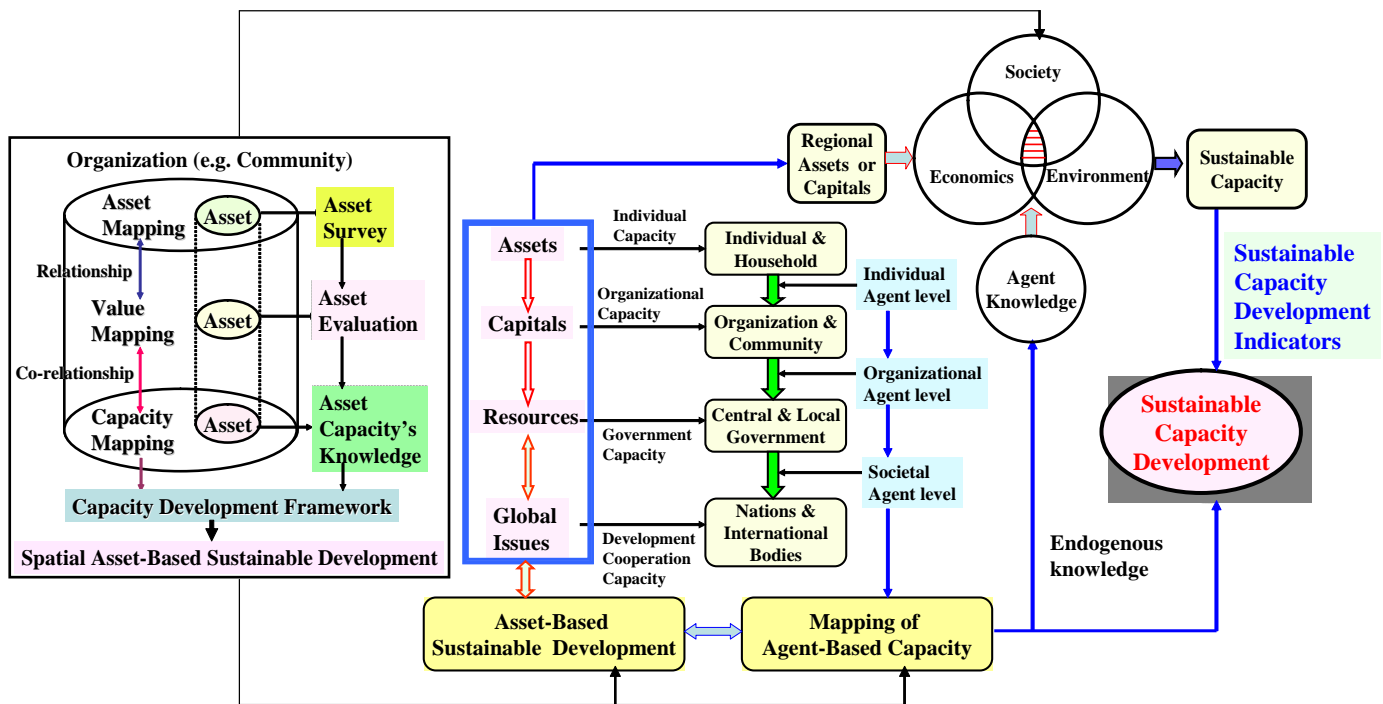 Organization (e.g. Community)
Asset
Mapping
Asset
Asset
Survey
Relationship
Value
Mapping
Asset
Asset
Evaluation
Co-relationship
Capacity
Mapping
Asset
Asset
Capacity's
Knowledge
Capacity Development Framework
Spatial Asset-Based Sustainable Development
Assets
Capitals
Resources
Global
Issues
Individual
Capacity
Organizational
Capacity
Government
Capacity
Development
Cooperation
Capacity
Individual &
Household
Organization &
Community
Central & Local
Government
Nations &
International
Bodies
Individual
Agent level
Organizational
Agent level
Societal
Agent level
Regional
Assets or
Capitals
Society
Economics
Environment
Agent
Knowledge
Sustainable
Capacity
Sustainable
Capacity
Development
Indicators
Sustainable
Capacity
Development
Endogenous
knowledge
Asset-Based
Sustainable Development
Mapping of
Agent-Based Capacity